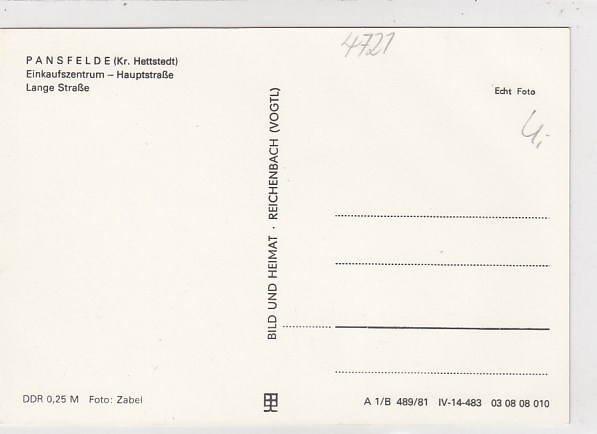 4721
PANSFELDE (Kr. Hettstedt)
Einkaufszentrum – Hauptstraße
Lange Straße
Echt Foto
4,-
BILD UND HEIMAT · REICHENBACH (VOGTL)
DDR 0,25 M Foto: Zabel
A 1/B 489/81 IV-14-483 03 08 08 010